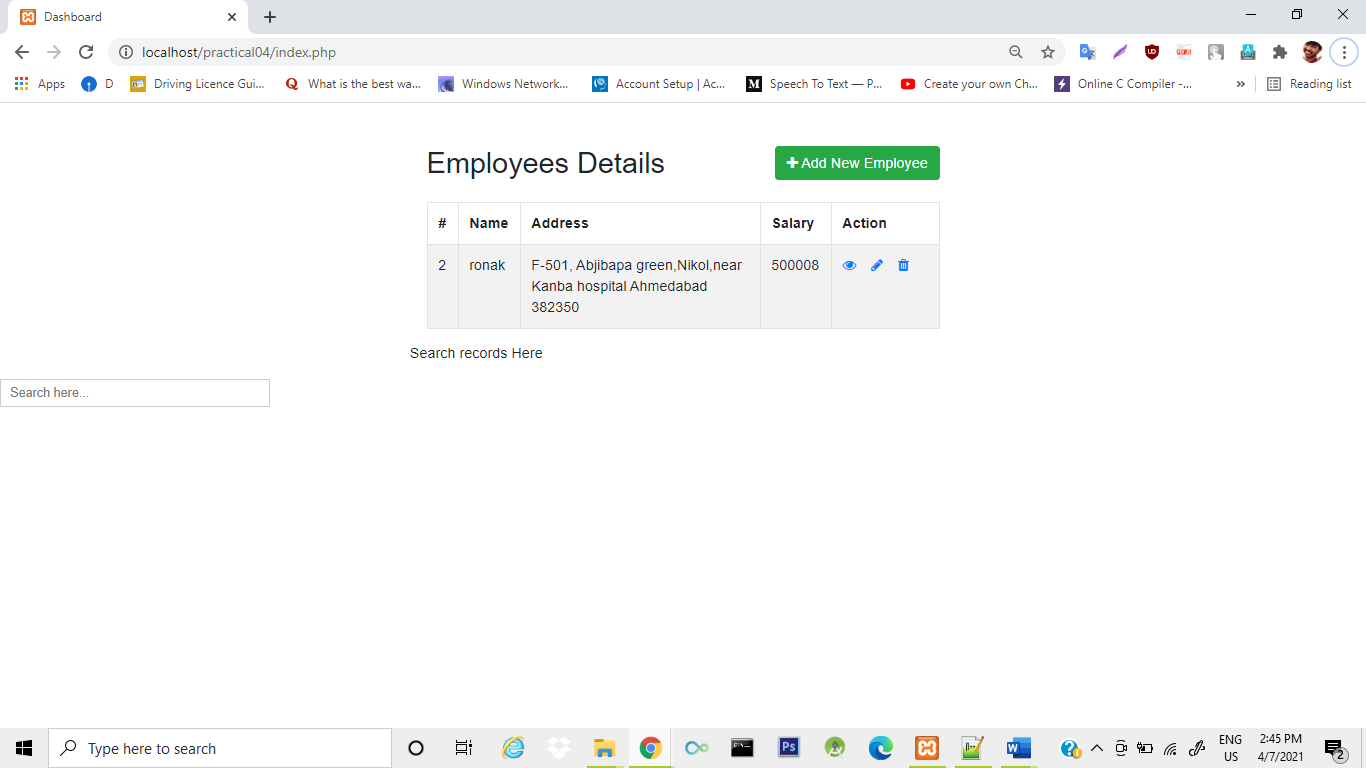 Dashboard
localhost/practical04/index.php
Apps D Driving Licence Gui... What is the best wa... Windows Network... Account Setup | Ac... Speech To Text — P... Create your own Ch... Online C Compiler -... » Reading list
Employees Details
Add New Employee
# Name Address Salary Action
2 ronak F-501, Abjibapa green,Nikol,near 500008
Kanba hospital Ahmedabad
382350
Search records Here
Search here...
Type here to search
ENG 2:45 PM
US 4/7/2021
2